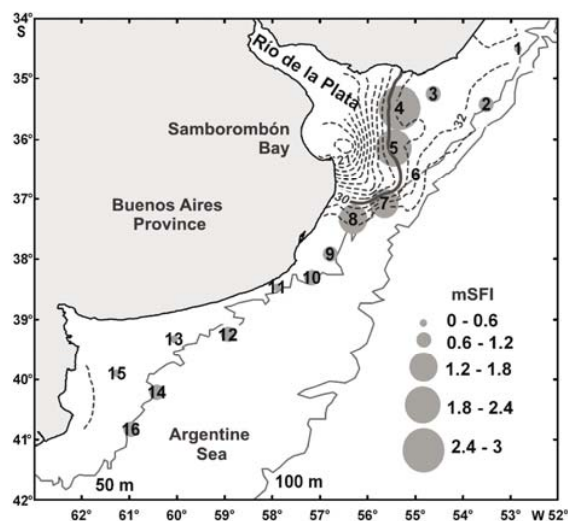 34°
S
35°
36°
37°
38°
39°
40°
41°
42°
Río de la Plata
Samborombón
Bay
Buenos Aires
Province
Argentine
Sea
1
2
3
4
5
6
7
8
9
10
11
12
13
14
15
16
32
21
30
mSFI
0 - 0.6
0.6 - 1.2
1.2 - 1.8
1.8 - 2.4
2.4 - 3
50 m
100 m
62° 61° 60° 59° 58° 57° 56° 55° 54° 53° W 52°